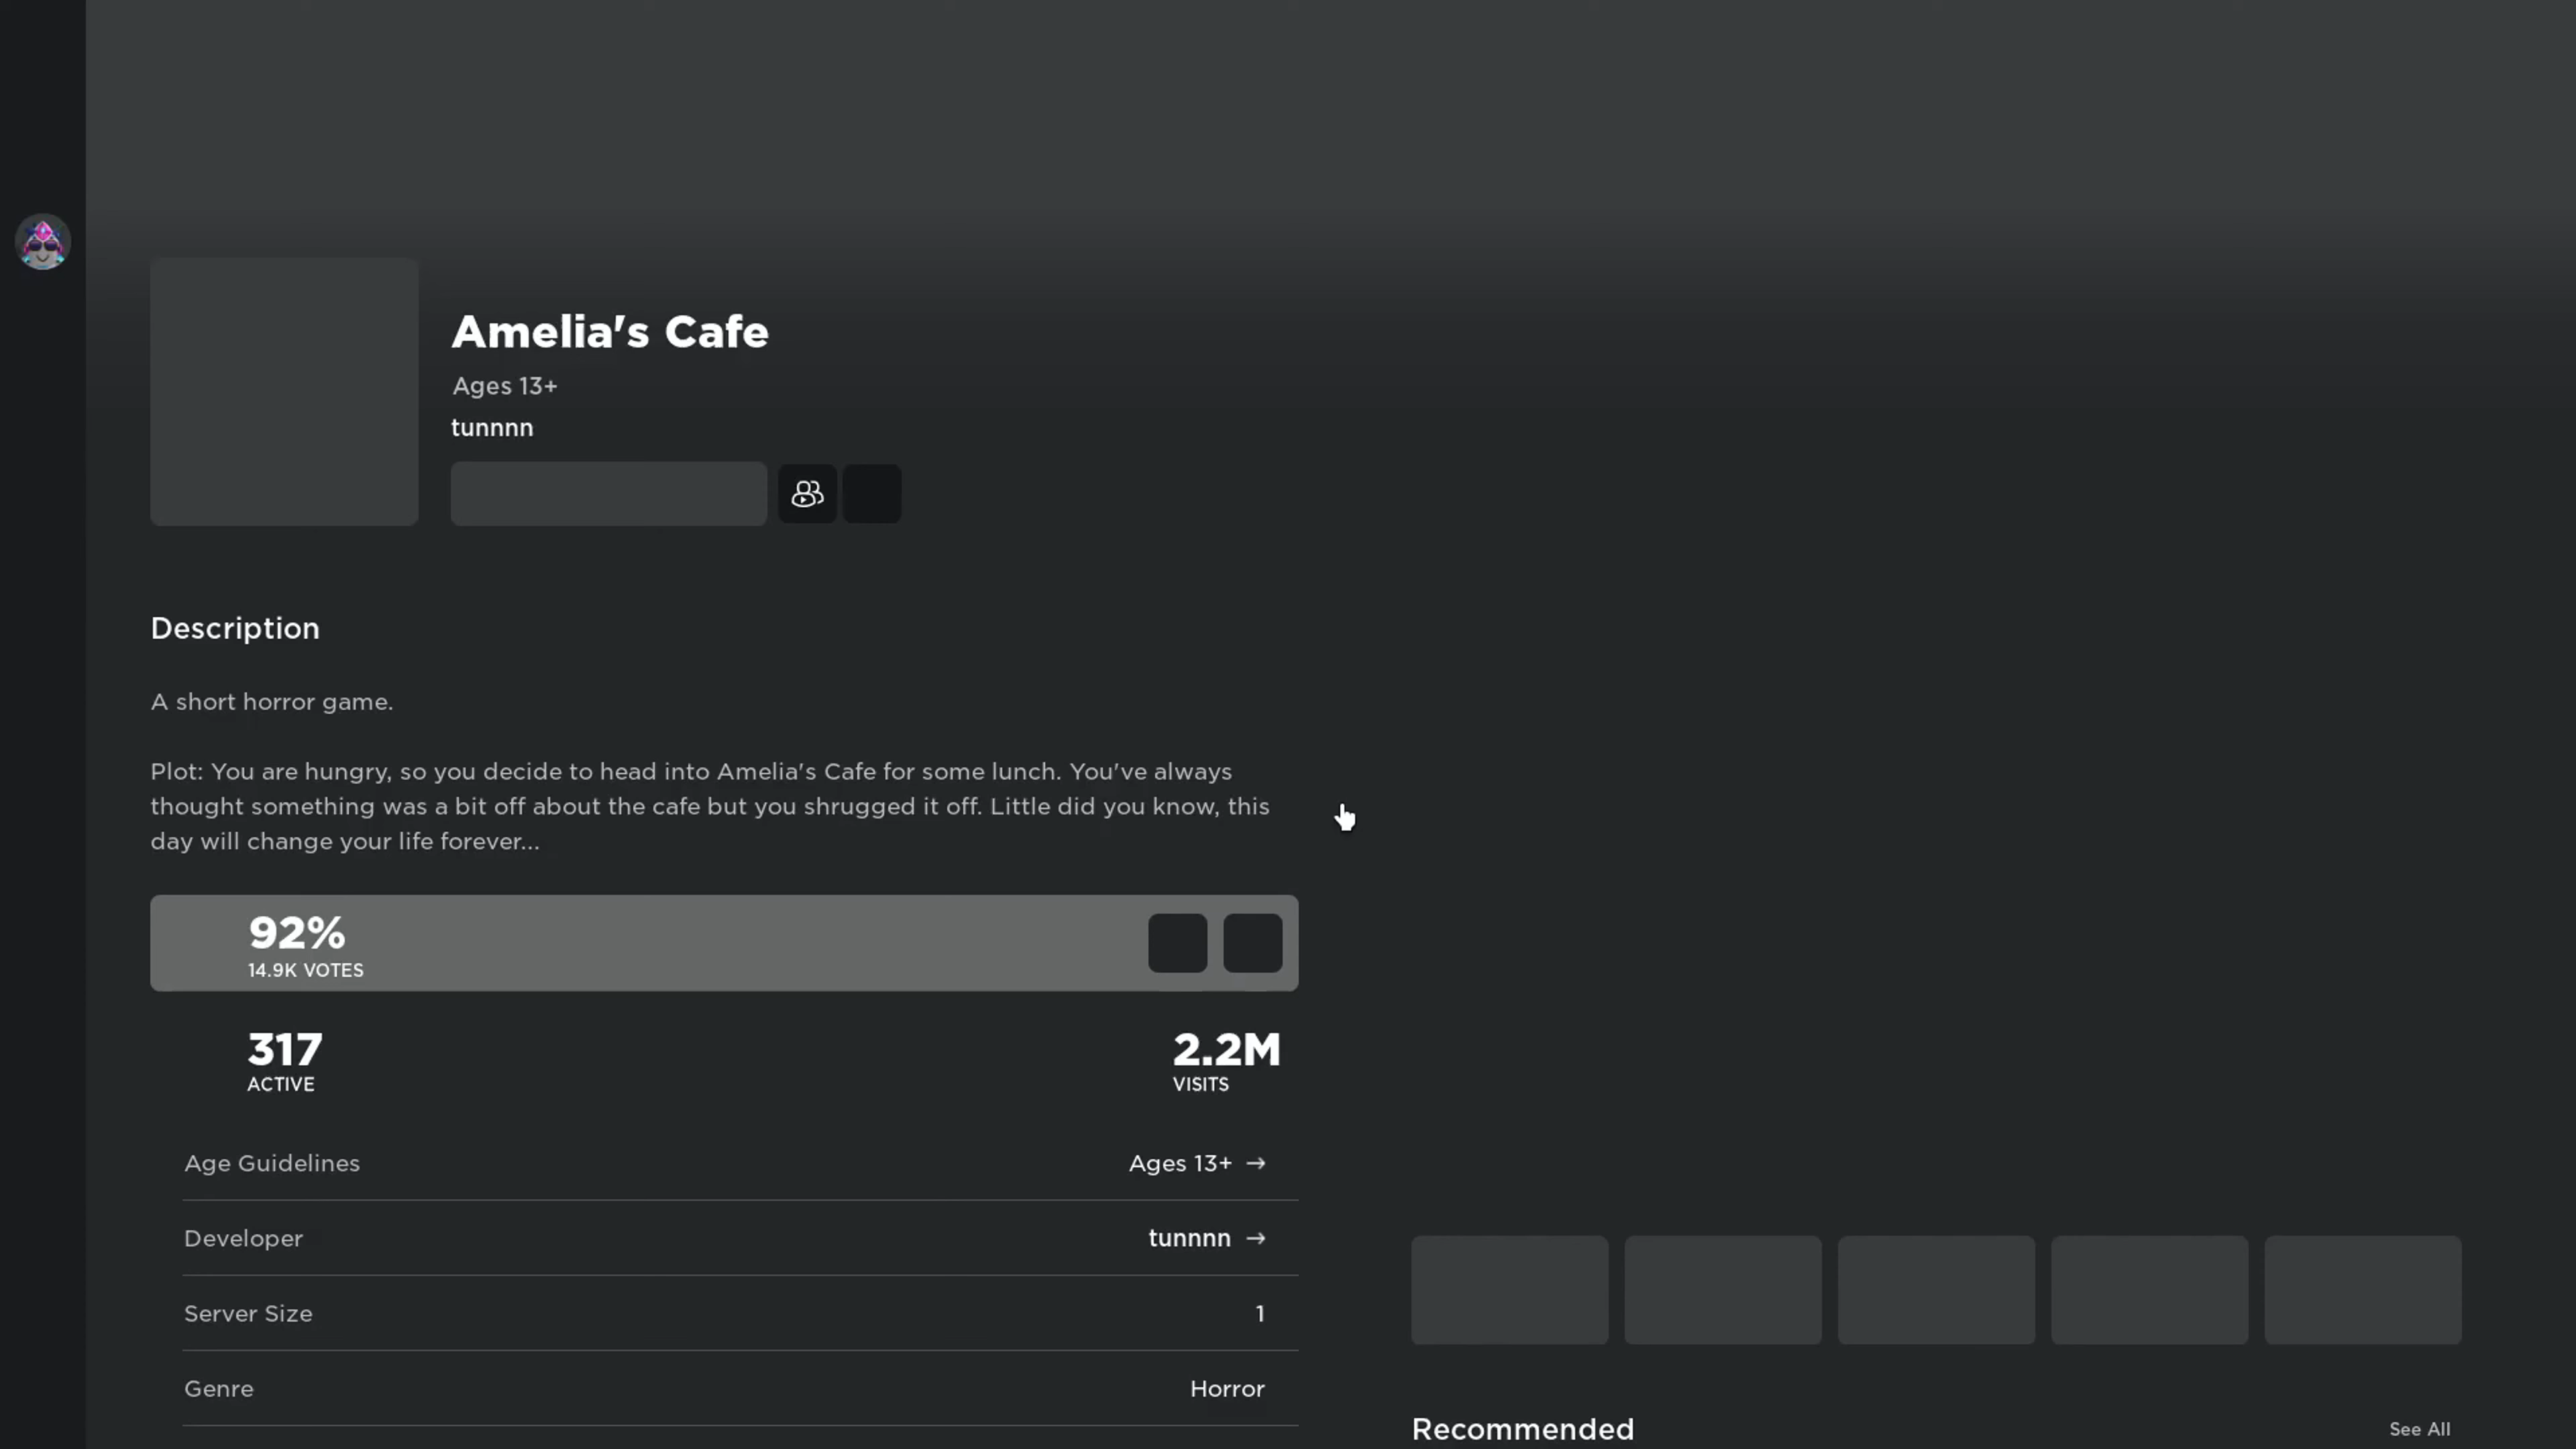 Amelia's Cafe
Ages 13+
tunnnn
Description
A short horror game.
Plot: You are hungry, so you decide to head into Amelia's Cafe for some lunch. You've always
thought something was a bit off about the cafe but you shrugged it off. Little did you know, this
day will change your life forever...
92%
14.9K VOTES
317
ACTIVE
2.2M
VISITS
Age Guidelines
Ages 13+ →
Developer
tunnnn →
Server Size
1
Genre
Horror
Recommended
See All